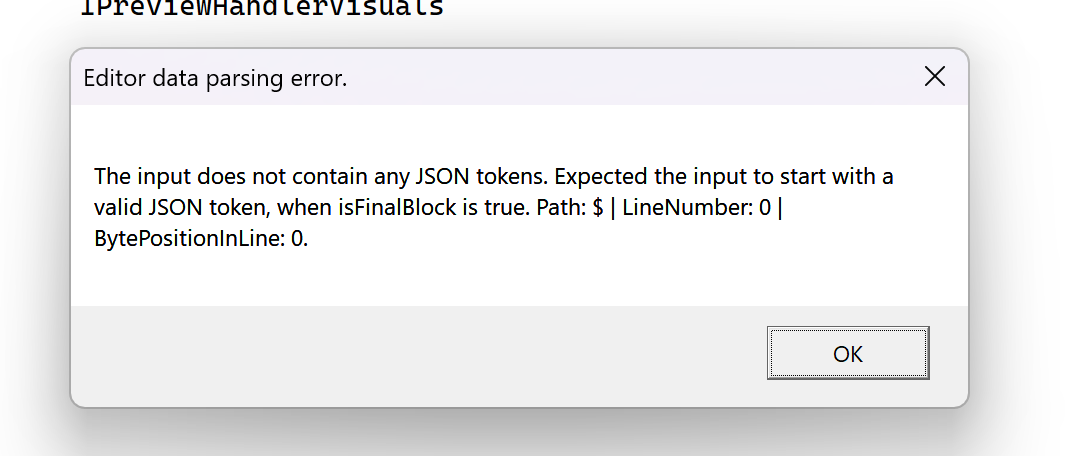 IPreviewHandlerVisuals
Editor data parsing error.
The input does not contain any JSON tokens. Expected the input to start with a
valid JSON token, when isFinalBlock is true. Path: $ | LineNumber: 0 |
BytePositionInLine: 0.
OK